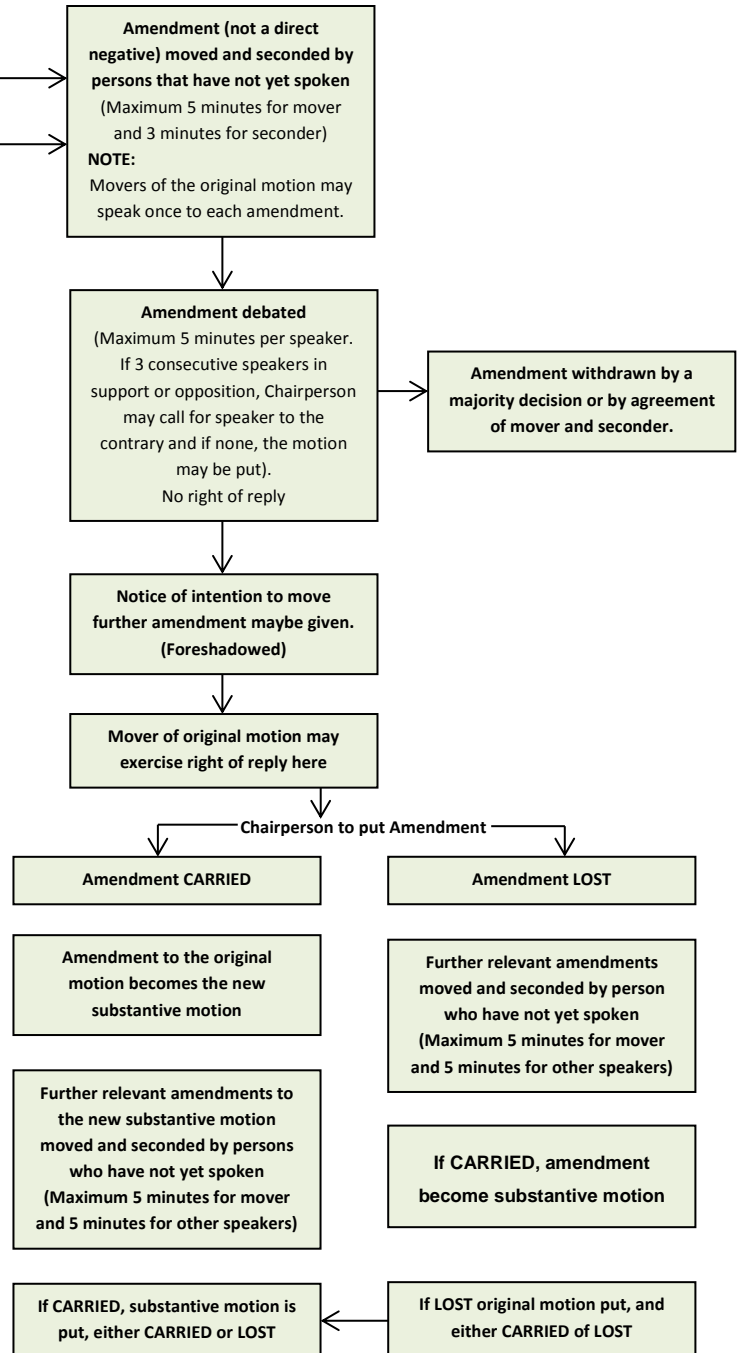 Amendment (not a direct
negative) moved and seconded by
persons that have not yet spoken
(Maximum 5 minutes for mover
and 3 minutes for seconder)
NOTE:
Movers of the original motion may
speak once to each amendment.
Amendment debated
(Maximum 5 minutes per speaker.
If 3 consecutive speakers in
support or opposition, Chairperson
may call for speaker to the
contrary and if none, the motion
may be put).
No right of reply
Amendment withdrawn by a
majority decision or by agreement
of mover and seconder.
Notice of intention to move
further amendment maybe given.
(Foreshadowed)
Mover of original motion may
exercise right of reply here
Chairperson to put Amendment
Amendment CARRIED
Amendment LOST
Amendment to the original
motion becomes the new
substantive motion
Further relevant amendments
moved and seconded by person
who have not yet spoken
(Maximum 5 minutes for mover
and 5 minutes for other speakers)
Further relevant amendments to
the new substantive motion
moved and seconded by persons
who have not yet spoken
(Maximum 5 minutes for mover
and 5 minutes for other speakers)
If CARRIED, amendment
become substantive motion
If CARRIED, substantive motion is
put, either CARRIED or LOST
If LOST original motion put, and
either CARRIED of LOST